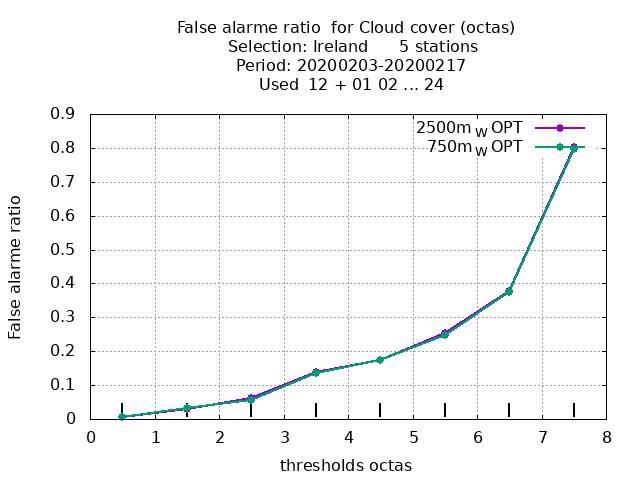 False alarme ratio  for Cloud cover (octas)
Selection: Ireland      5 stations
Period: 20200203-20200217
Used  12 + 01 02 ... 24
2500m_W OPT
750m_W OPT
False alarme ratio
0.9
0.8
0.7
0.6
0.5
0.4
0.3
0.2
0.1
0
0 1 2 3 4 5 6 7 8
thresholds octas